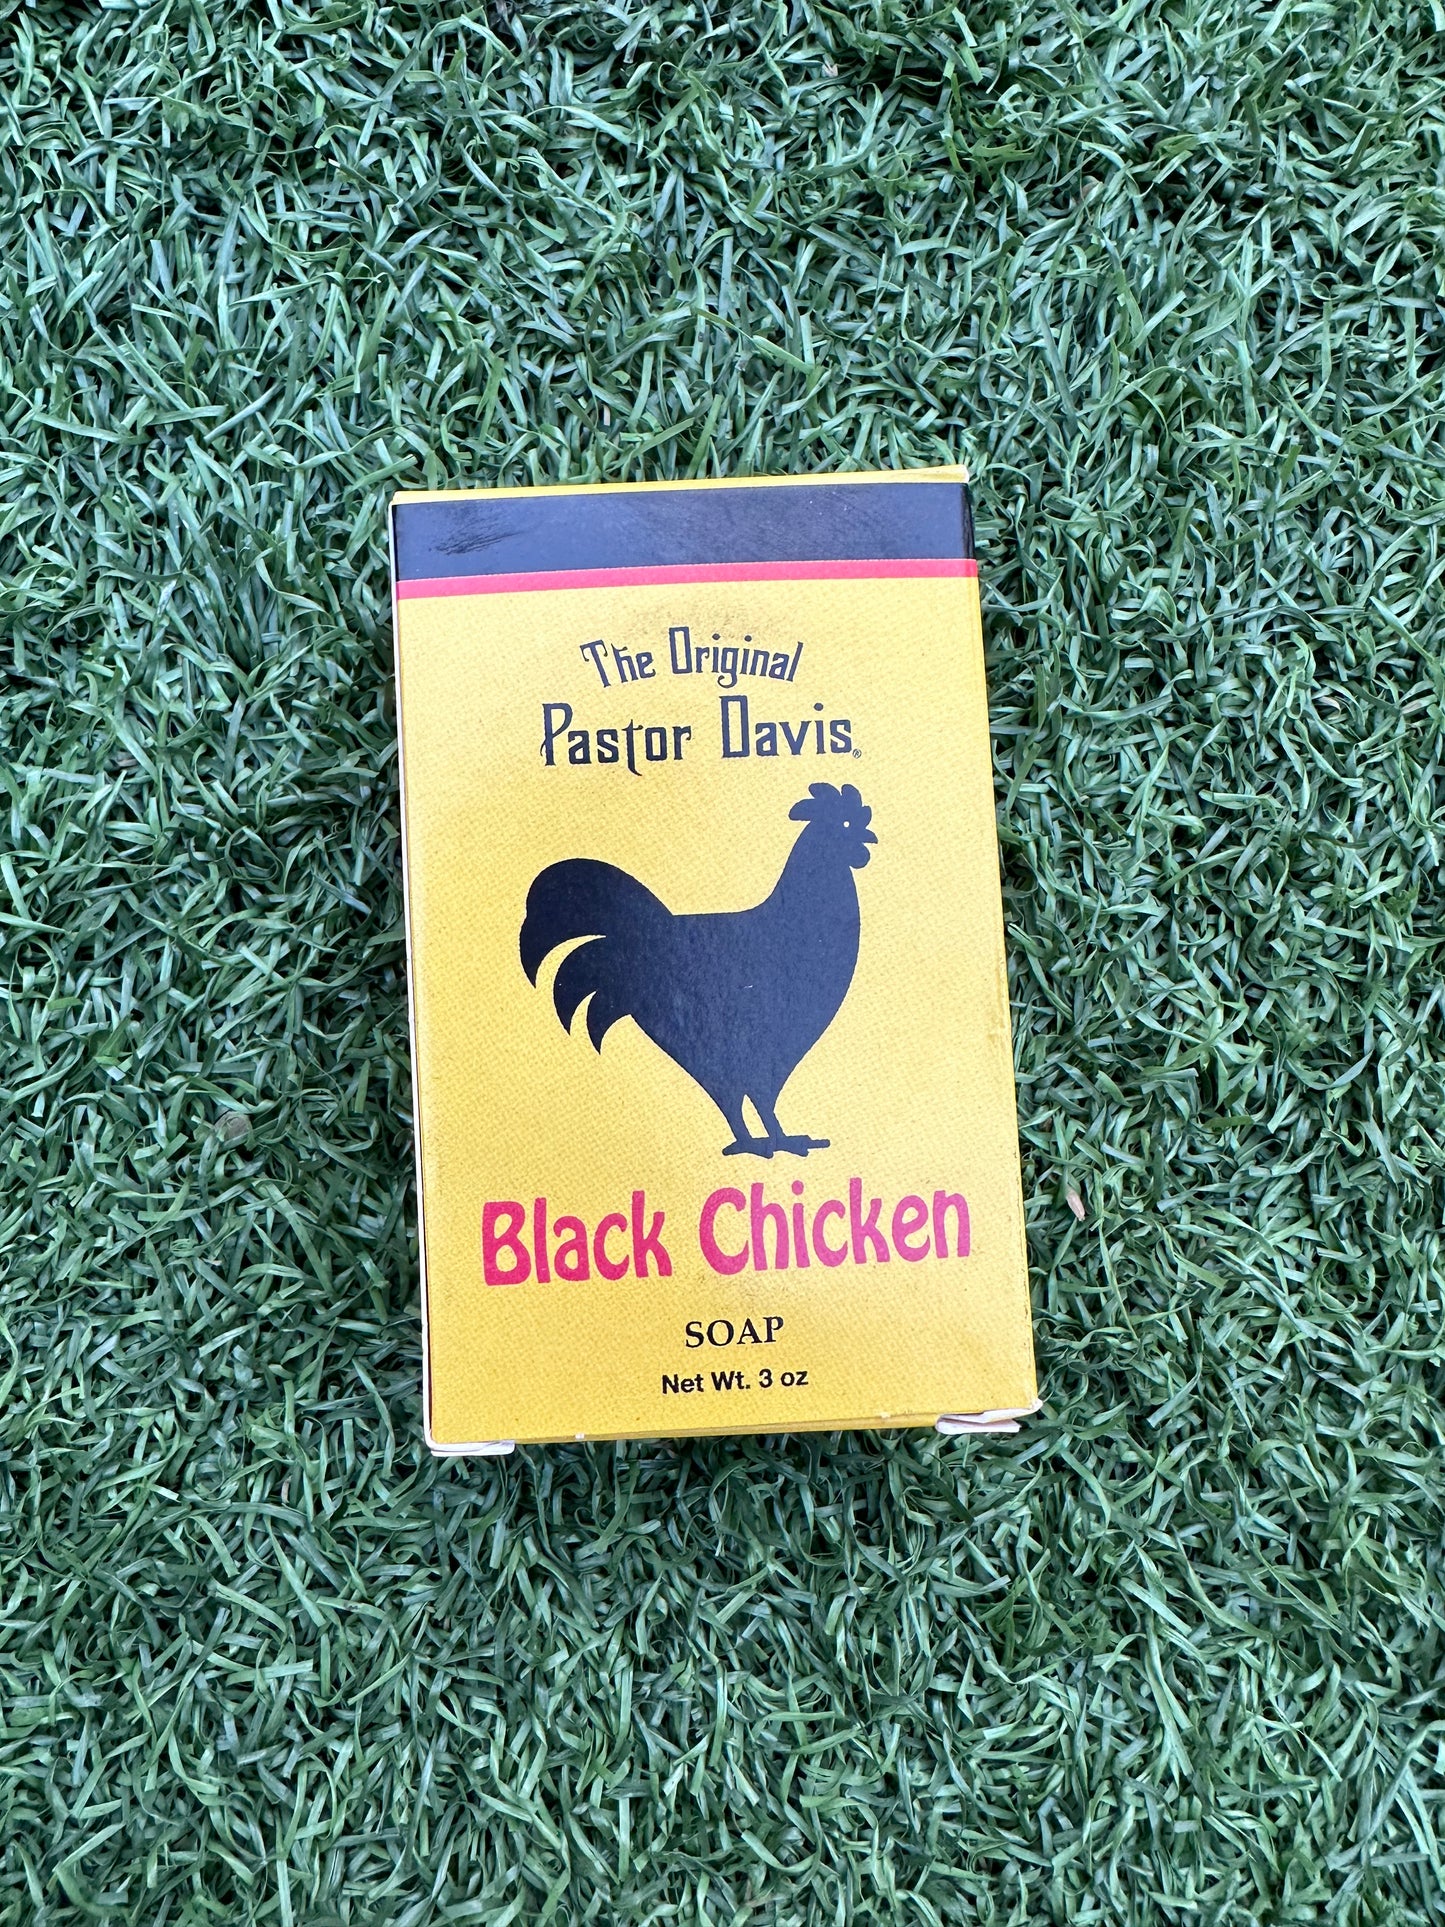 The Original
Pastor Davis®
Black Chicken
SOAP
Net Wt. 3 oz